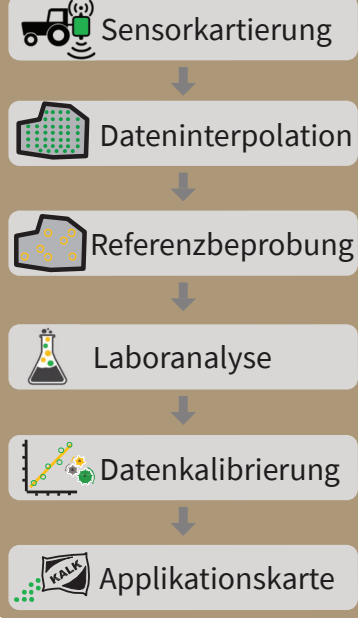 Sensorkartierung
Dateninterpolation
Referenzbeprobung
Laboranalyse
Datenkalibrierung
KALK
Applikationskarte